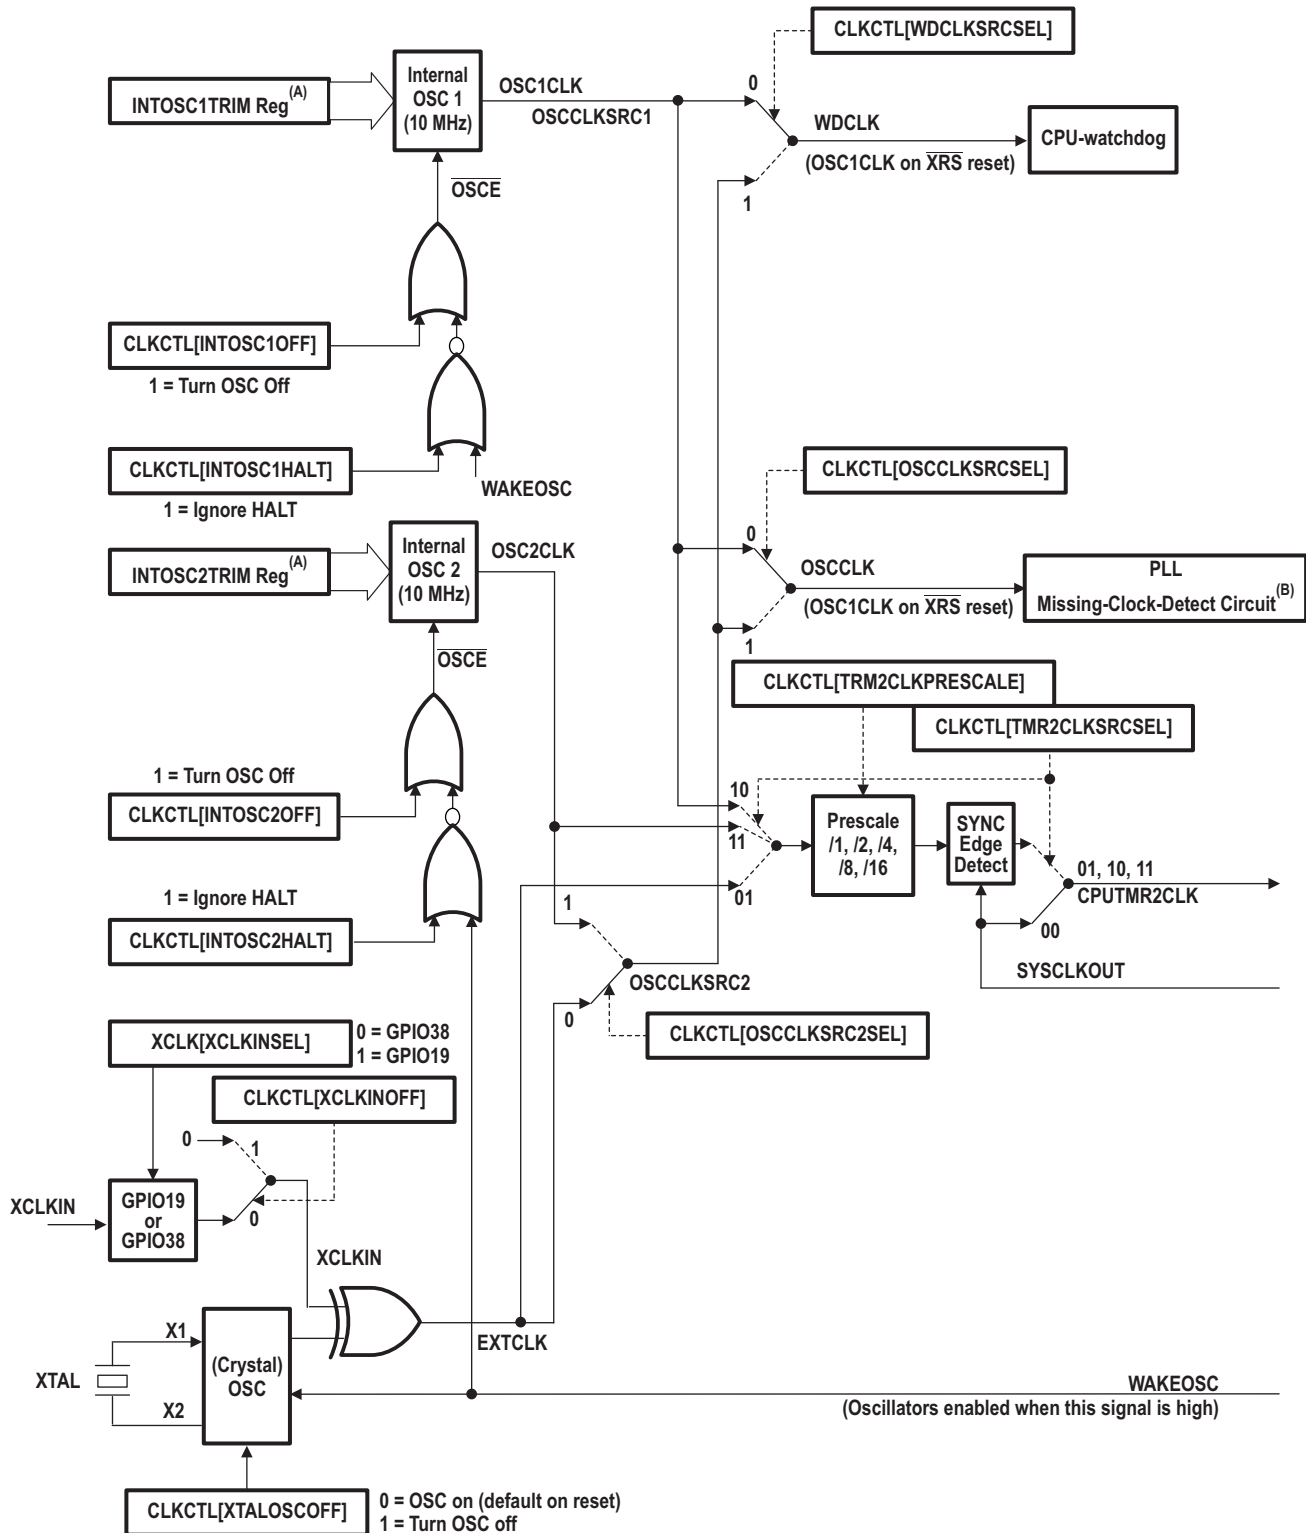 CLKCTL[WDCLKSRCSEL]
INTOSC1TRIM Reg(A)
Internal
OSC 1
(10 MHz)
OSC1CLK
OSCCLKSRC1
0
WDCLK
(OSC1CLK on XRS reset)
1
CPU-watchdog
OSCE
CLKCTL[INTOSC1OFF]
1 = Turn OSC Off
CLKCTL[INTOSC1HALT]
1 = Ignore HALT
WAKEOSC
CLKCTL[OSCCLKSRCSEL]
INTOSC2TRIM Reg(A)
Internal
OSC 2
(10 MHz)
OSC2CLK
0
OSCCLK
(OSC1CLK on XRS reset)
1
PLL
Missing-Clock-Detect Circuit(B)
OSCE
CLKCTL[TRM2CLKPRESCALE]
CLKCTL[TMR2CLKSRCSEL]
1 = Turn OSC Off
CLKCTL[INTOSC2OFF]
10
11
01
Prescale
/1, /2, /4,
/8, /16
SYNC
Edge
Detect
01, 10, 11
CPUTMR2CLK
00
SYSCLKOUT
1 = Ignore HALT
CLKCTL[INTOSC2HALT]
1
OSCCLKSRC2
0
CLKCTL[OSCCLKSRC2SEL]
XCLK[XCLKINSEL]
0 = GPIO38
1 = GPIO19
CLKCTL[XCLKINOFF]
0
1
0
XCLKIN
GPIO19
or
GPIO38
XCLKIN
EXTCLK
X1
XTAL
X2
(Crystal)
OSC
WAKEOSC
(Oscillators enabled when this signal is high)
CLKCTL[XTALOSCOFF]
0 = OSC on (default on reset)
1 = Turn OSC off